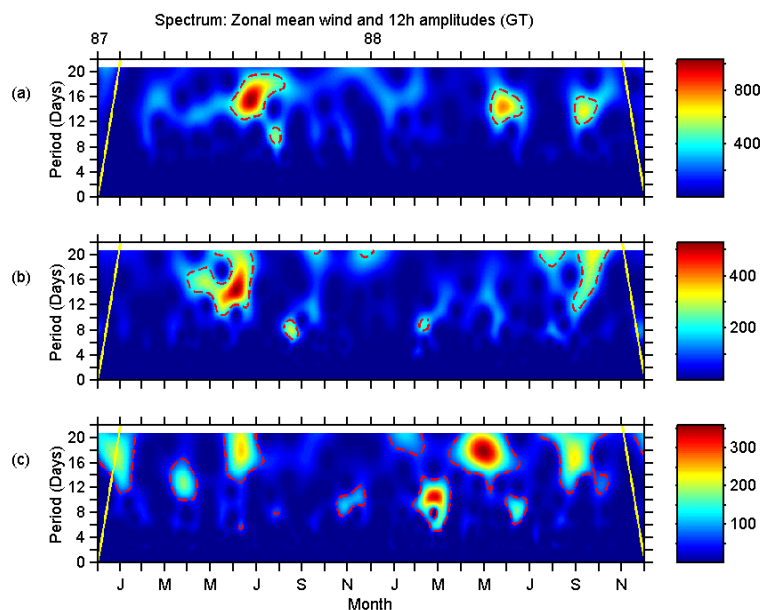 Spectrum: Zonal mean wind and 12h amplitudes (GT)
87 88
(a)
Period (Days)
20
16
12
8
4
0
800
400
(b)
Period (Days)
20
16
12
8
4
0
400
200
(c)
Period (Days)
20
16
12
8
4
0
300
200
100
J M M J S N J M M J S N
Month